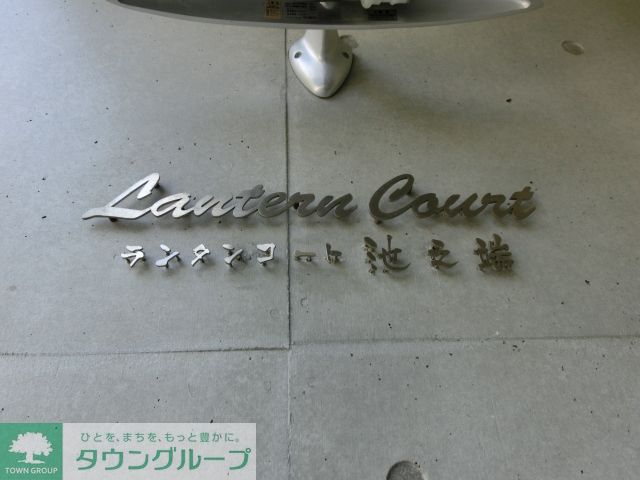 Lantern Court
ランタンコート池之端
ひとを、まちを、もっと豊かに。
タウングループ
TOWN GROUP